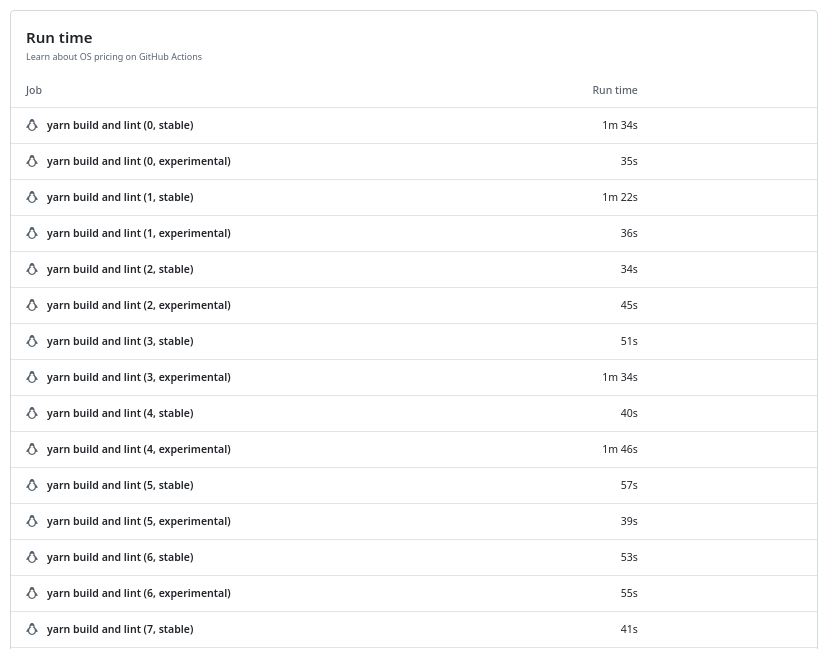 Run time
Learn about OS pricing on GitHub Actions
Job Run time
yarn build and lint (0, stable) 1m 34s
yarn build and lint (0, experimental) 35s
yarn build and lint (1, stable) 1m 22s
yarn build and lint (1, experimental) 36s
yarn build and lint (2, stable) 34s
yarn build and lint (2, experimental) 45s
yarn build and lint (3, stable) 51s
yarn build and lint (3, experimental) 1m 34s
yarn build and lint (4, stable) 40s
yarn build and lint (4, experimental) 1m 46s
yarn build and lint (5, stable) 57s
yarn build and lint (5, experimental) 39s
yarn build and lint (6, stable) 53s
yarn build and lint (6, experimental) 55s
yarn build and lint (7, stable) 41s